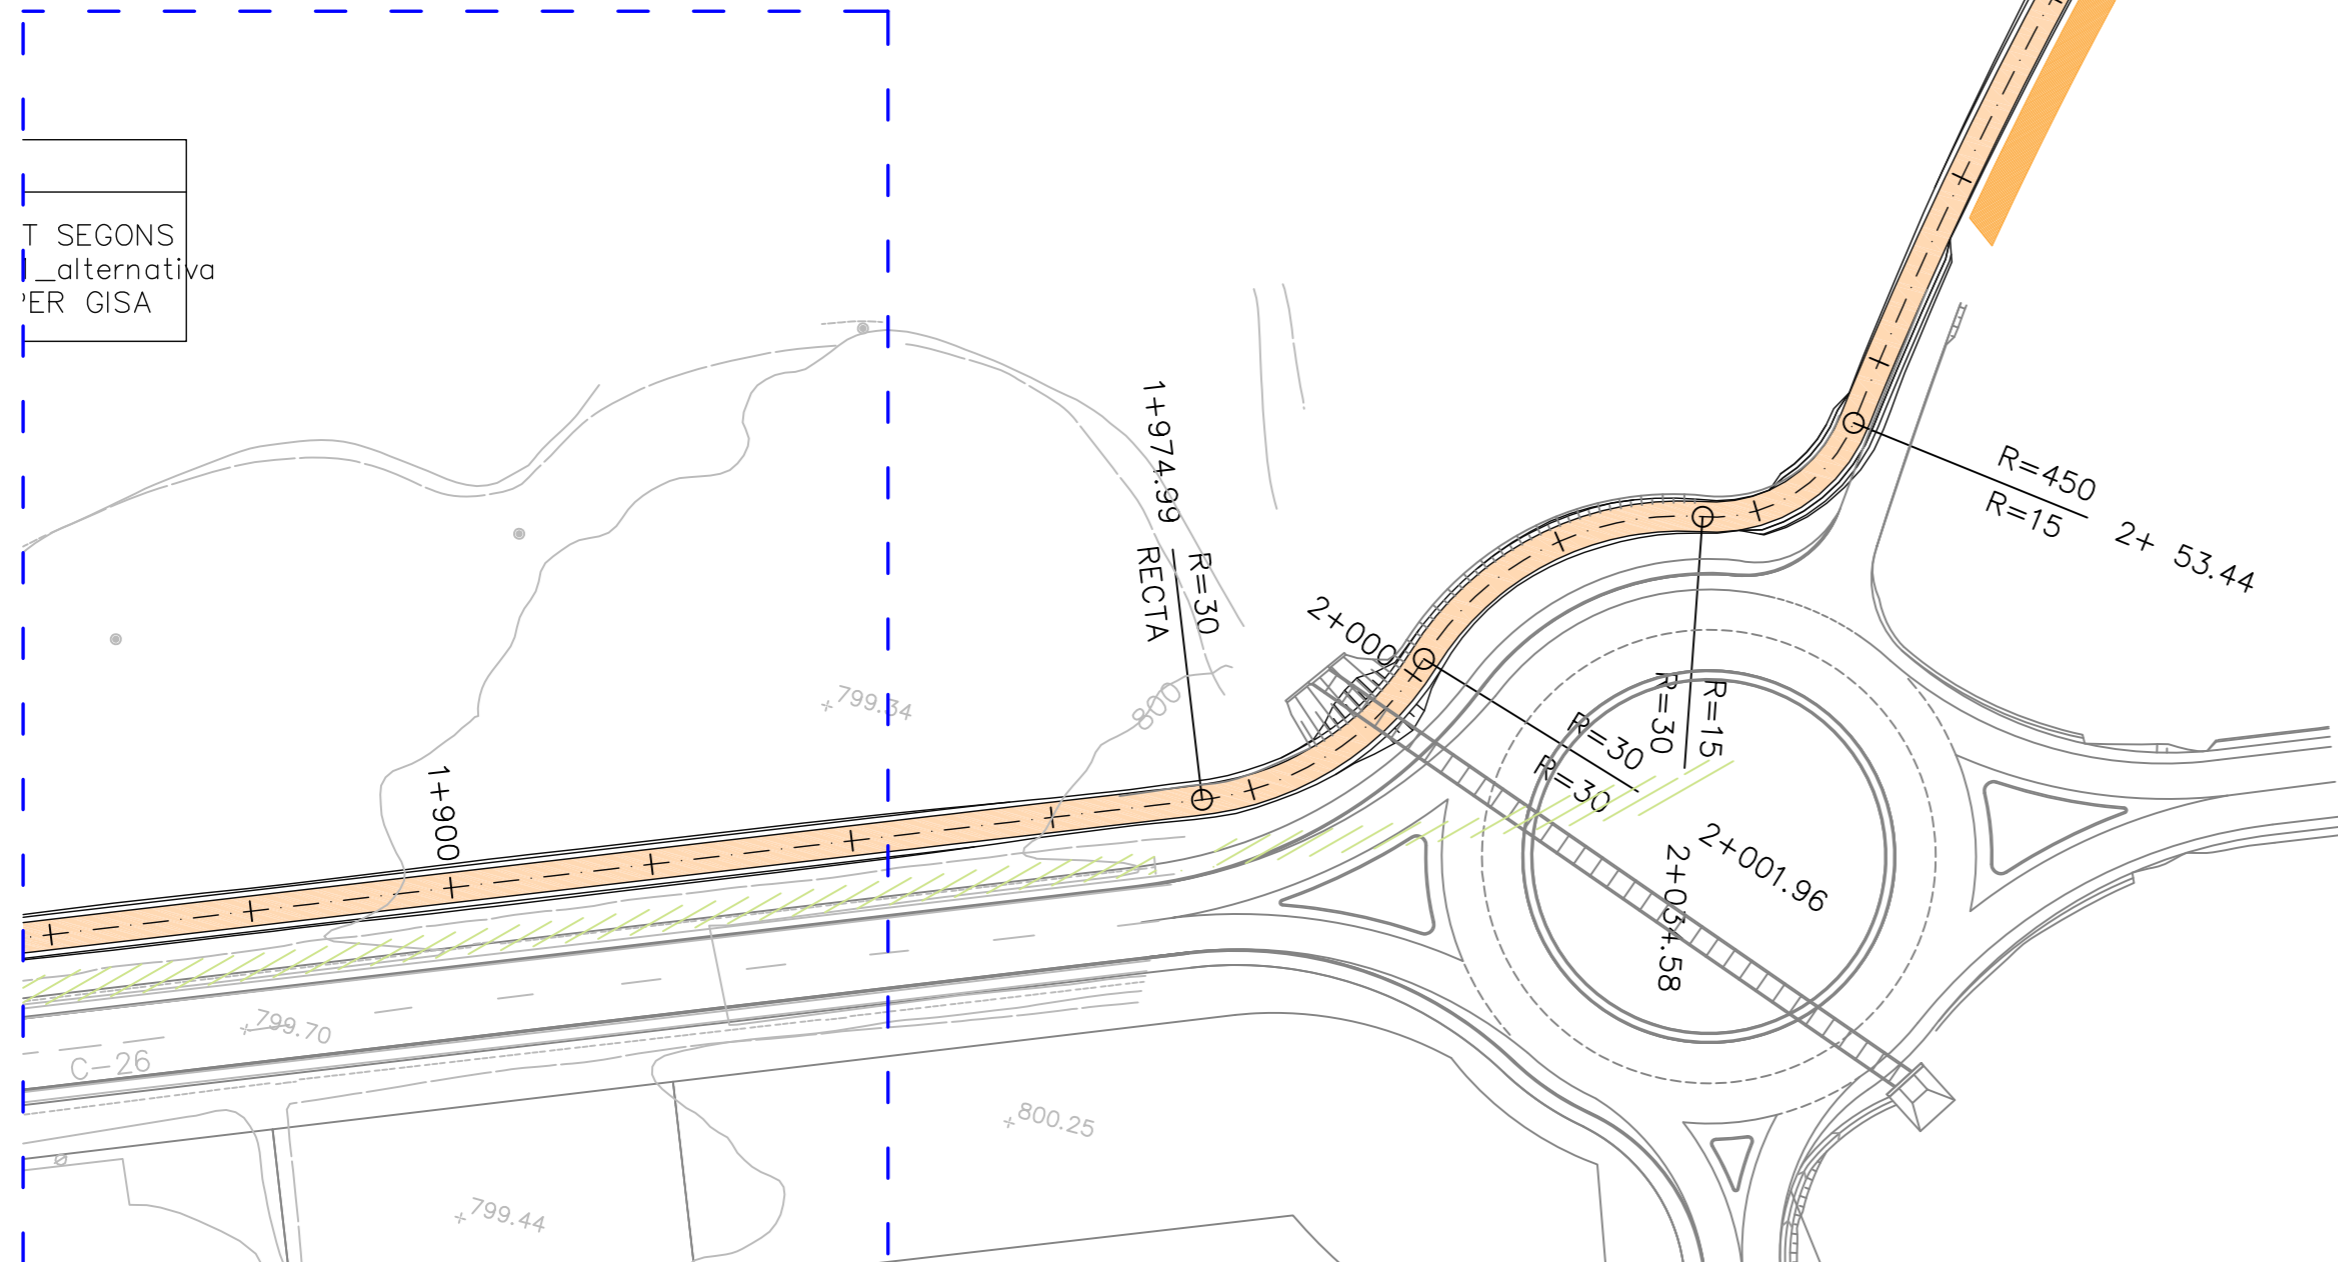 T SEGONS
_alternativa
PER GISA
1+974.99
RECTA
R=30
2+000
R=450
R=15
2+ 53.44
R=30
R=15
R=30
R=30
2+001.96
2+034.58
1+900
799.34
800
799.70
C-26
800.25
799.44